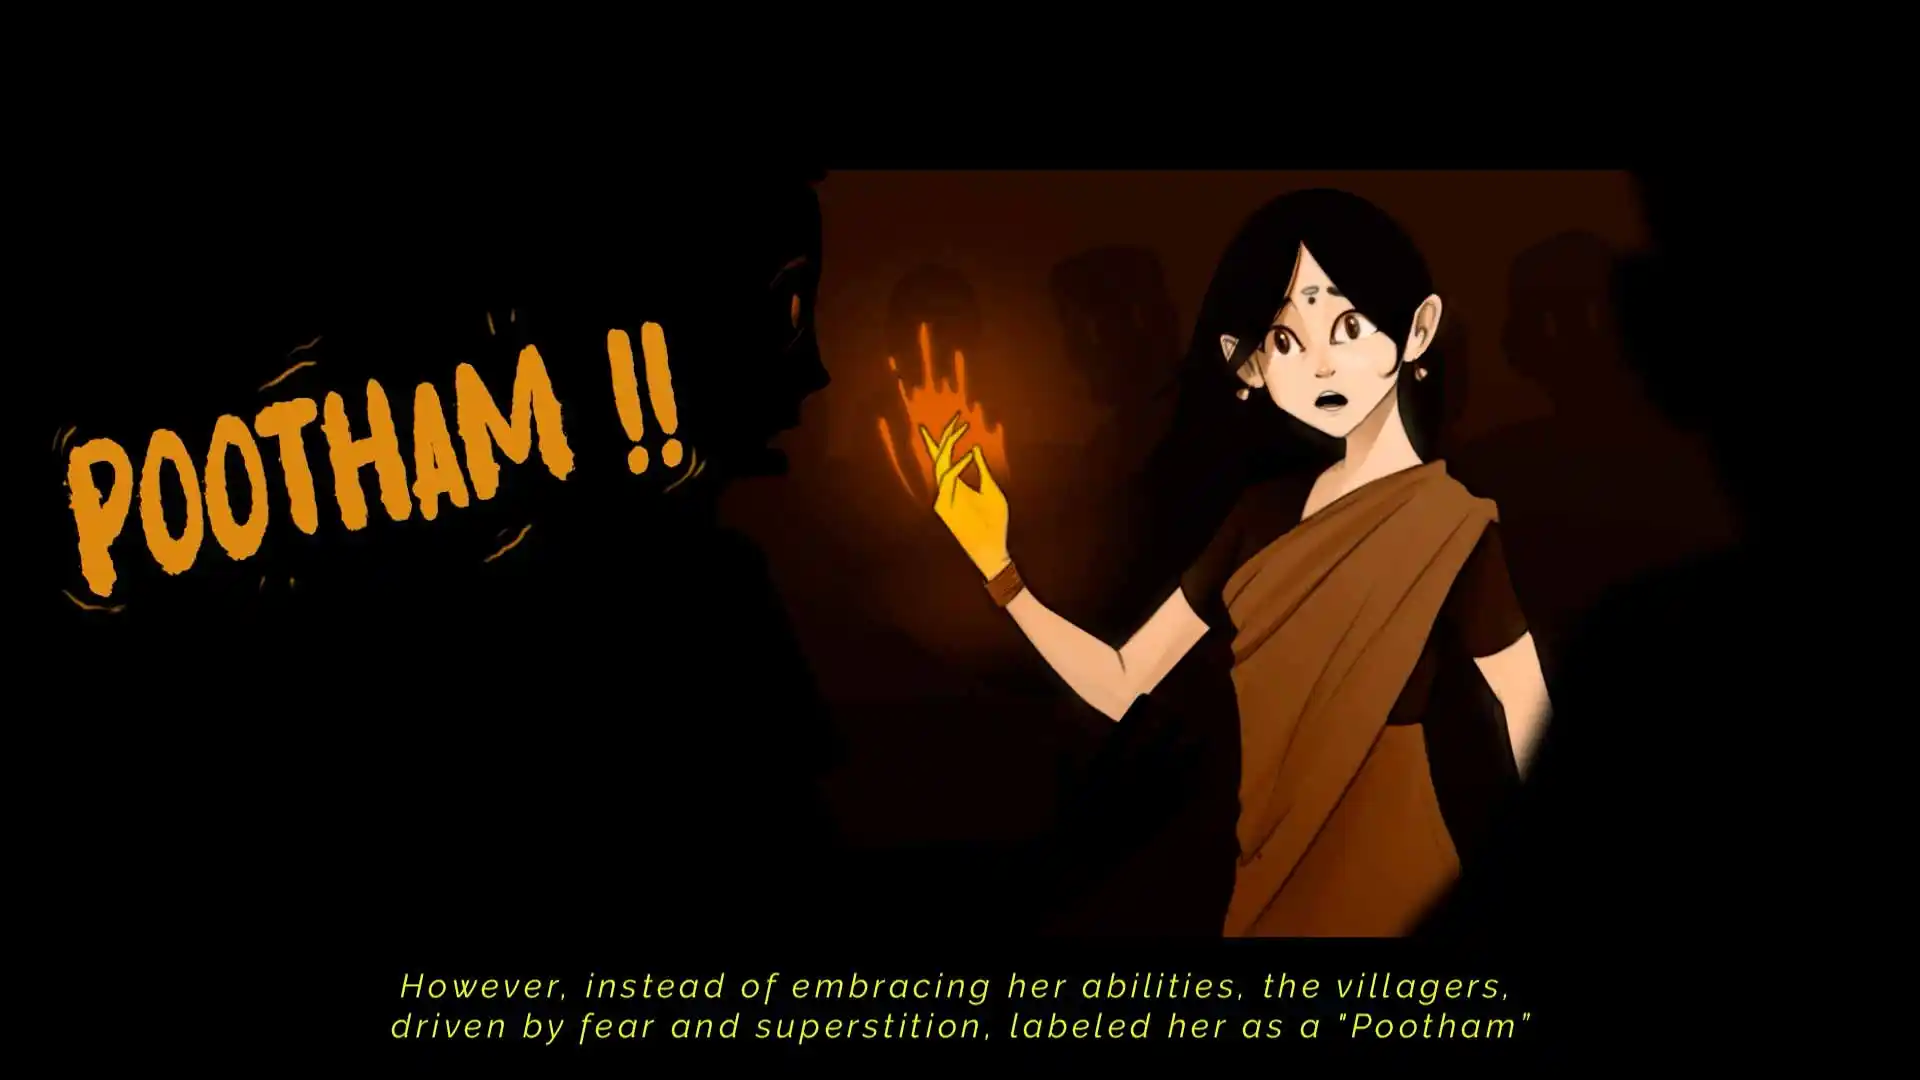 POOTHAM !!
However, instead of embracing her abilities, the villagers,
driven by fear and superstition, labeled her as a "Pootham"